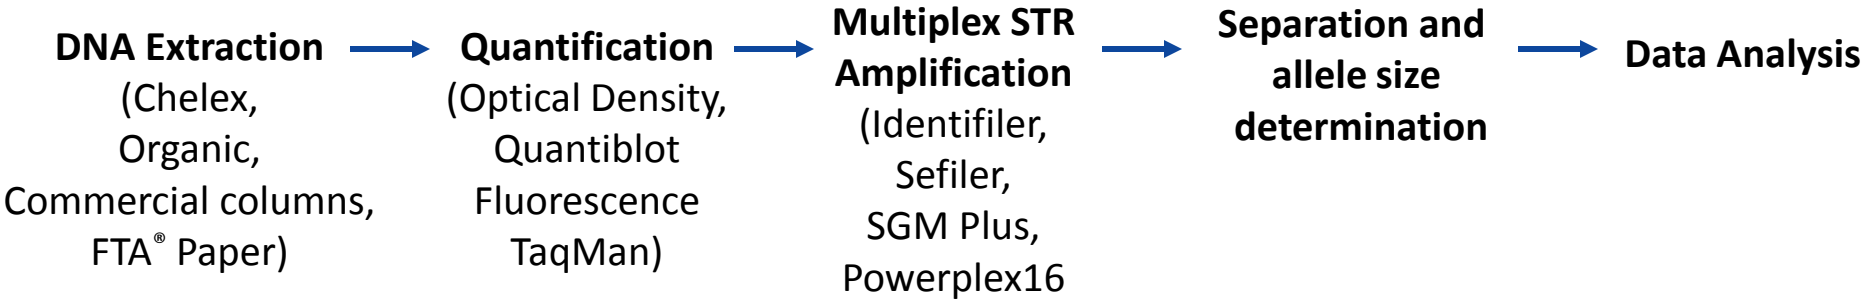 DNA Extraction
(Chelex,
Organic,
Commercial columns,
FTA® Paper)
Quantification
(Optical Density,
Quantiblot
Fluorescence
TaqMan)
Multiplex STR
Amplification
(Identifiler,
Sefiler,
SGM Plus,
Powerplex16
Separation and
allele size
determination
Data Analysis